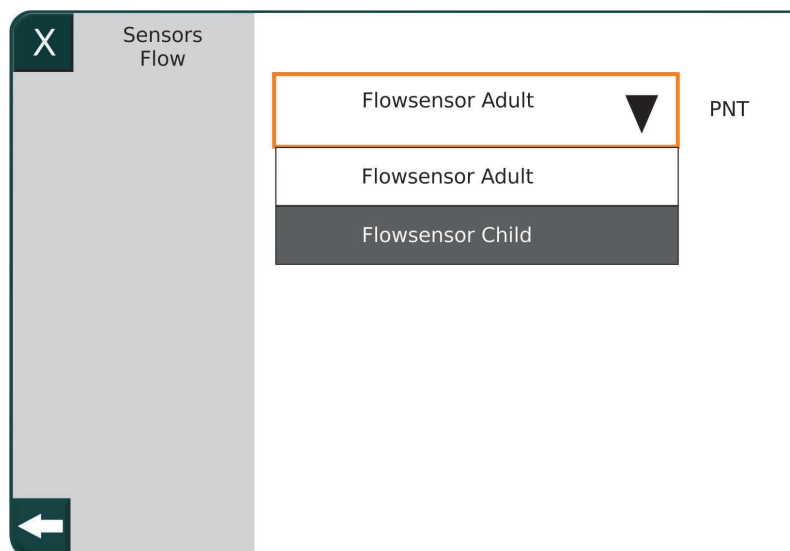 X
Sensors
Flow
Flowsensor Adult
PNT
Flowsensor Adult
Flowsensor Child